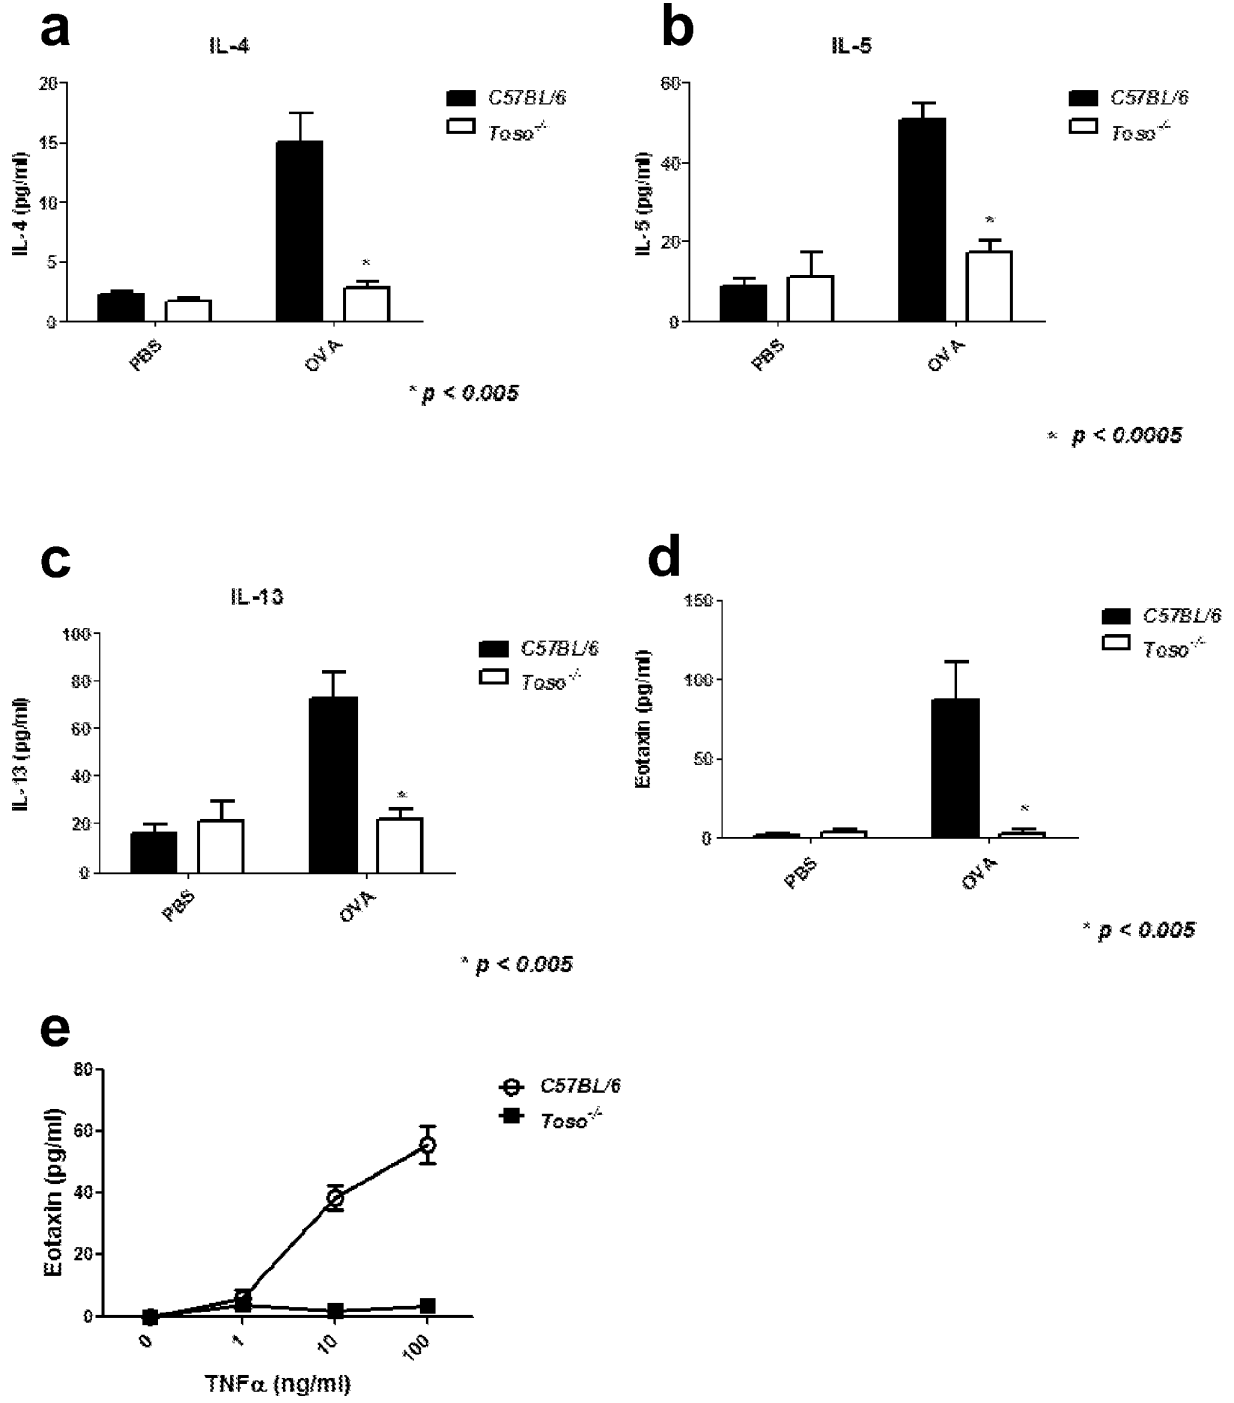 a
IL-4
20
15
10
5
0
IL-4 (pg/ml)
PBS
OVA
*
C57BL/6
Toso-/-
* p < 0.005
b
IL-5
60
40
20
0
IL-5 (pg/ml)
PBS
OVA
*
C57BL/6
Toso-/-
* p < 0.0005
c
IL-13
100
80
60
40
20
0
IL-13 (pg/ml)
PBS
OVA
*
C57BL/6
Toso-/-
* p < 0.005
d
150
100
50
0
Eotaxin (pg/ml)
PBS
OVA
*
C57BL/6
Toso-/-
* p < 0.005
e
80
60
40
20
0
Eotaxin (pg/ml)
0
1
10
100
TNFα (ng/ml)
C57BL/6
Toso-/-